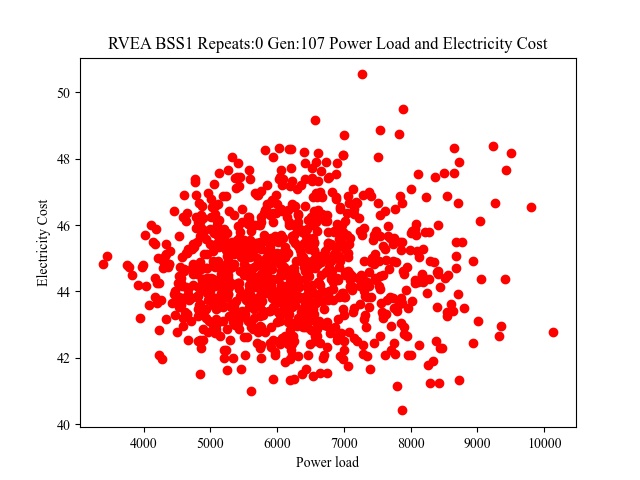 RVEA BSS1 Repeats:0 Gen:107 Power Load and Electricity Cost
50
48
46
44
42
40
Electricity Cost
4000 5000 6000 7000 8000 9000 10000
Power load